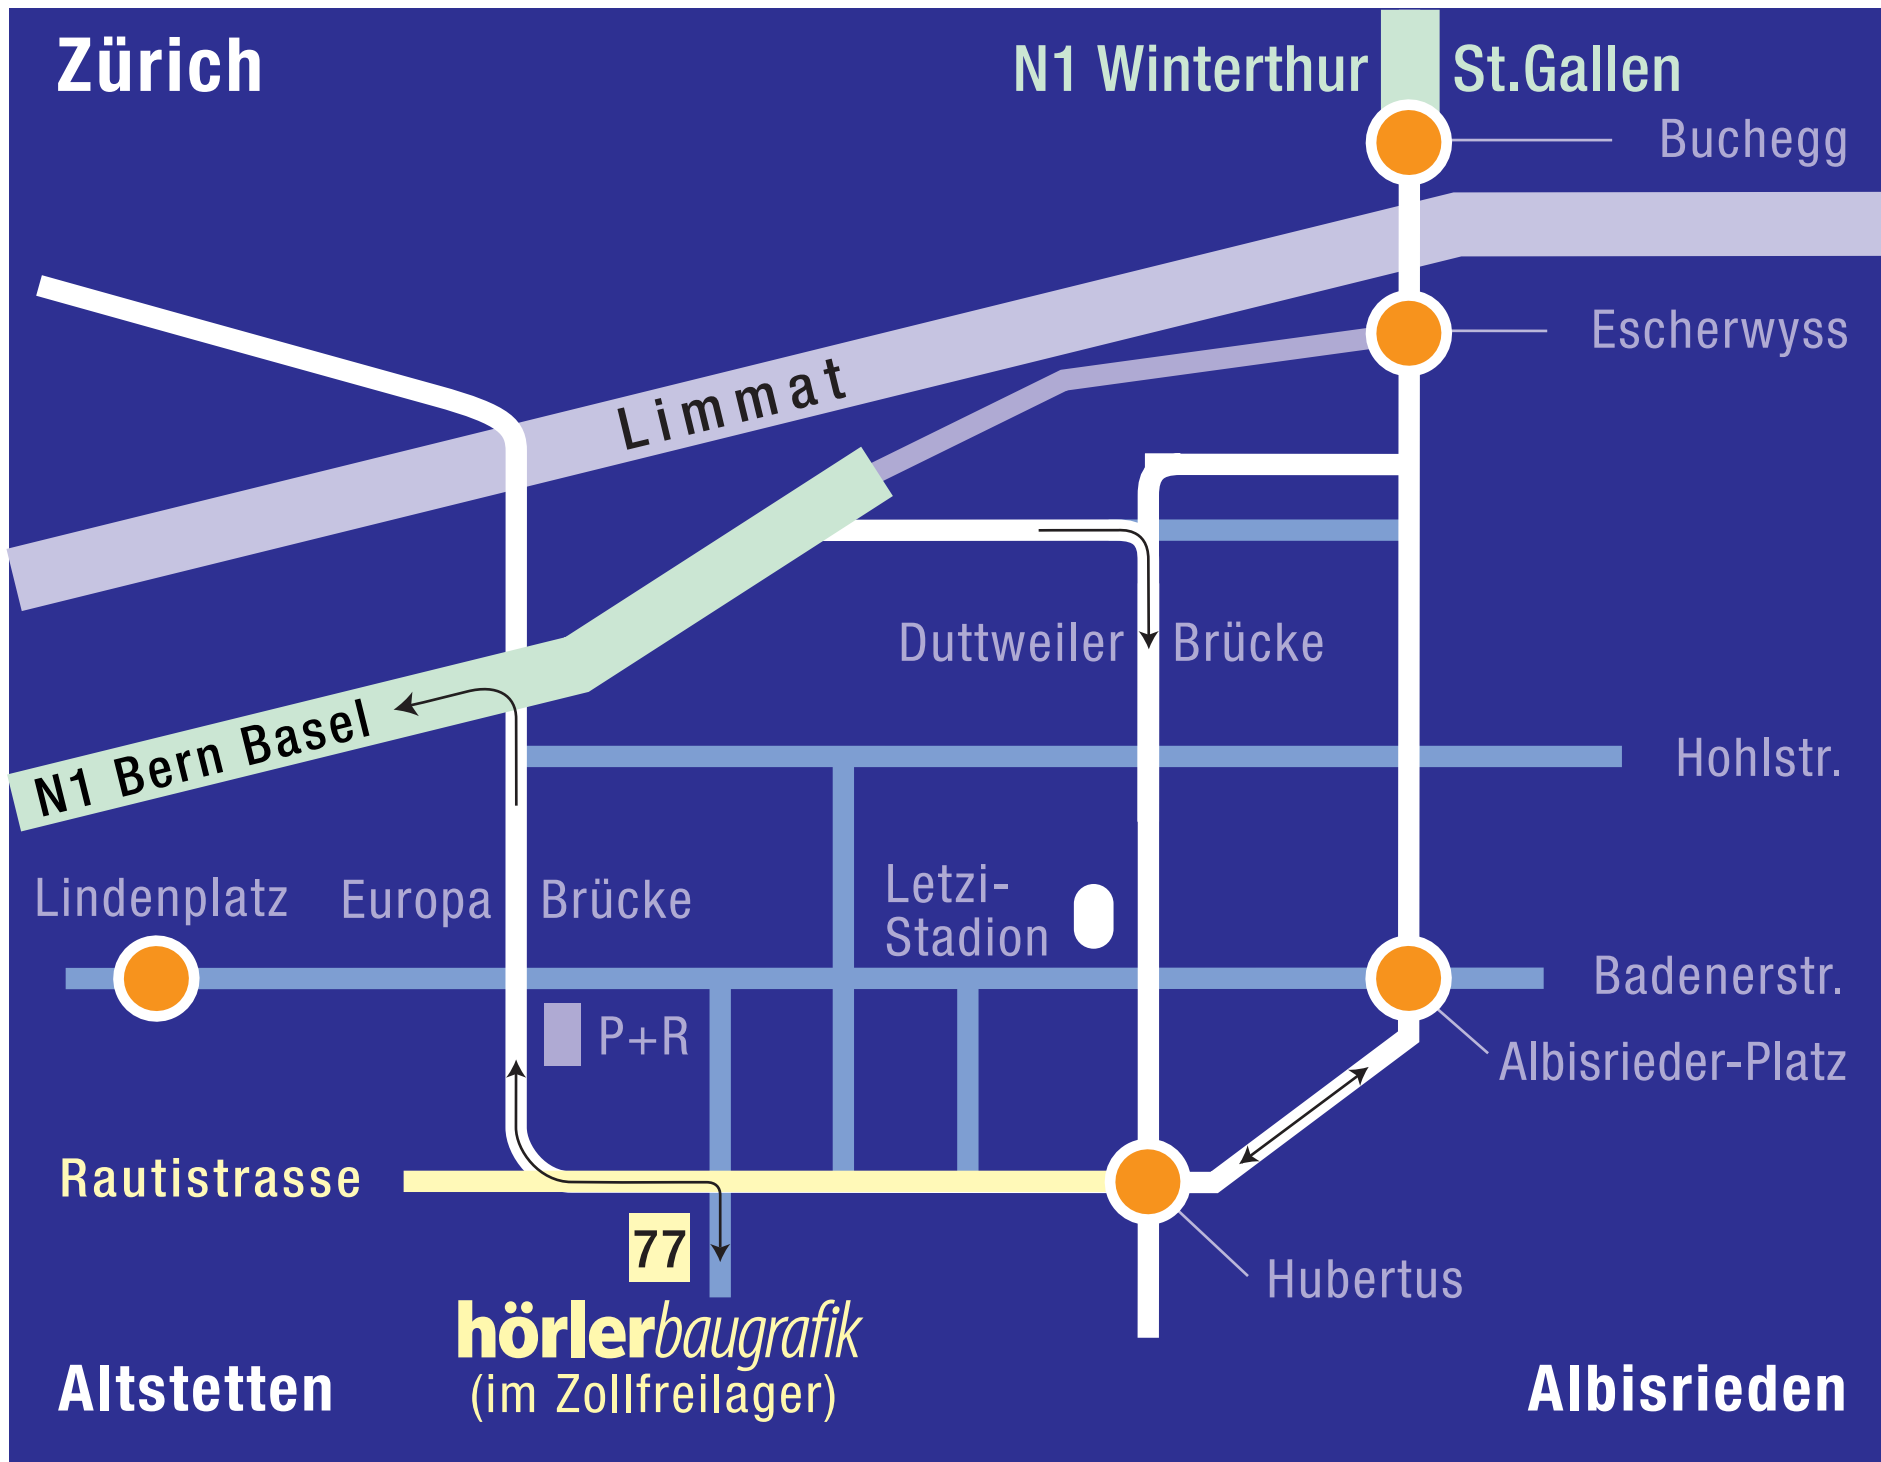 Zürich
N1 Winterthur St.Gallen
Buchegg
Escherwyss
Limmat
Duttweiler Brücke
N1 Bern Basel
Hohlstr.
Lindenplatz Europa Brücke
Letzi-
Stadion
Badenerstr.
P+R
Albisrieder-Platz
Rautistrasse
77
Hubertus
hörlerbaugrafik
(im Zollfreilager)
Altstetten
Albisrieden